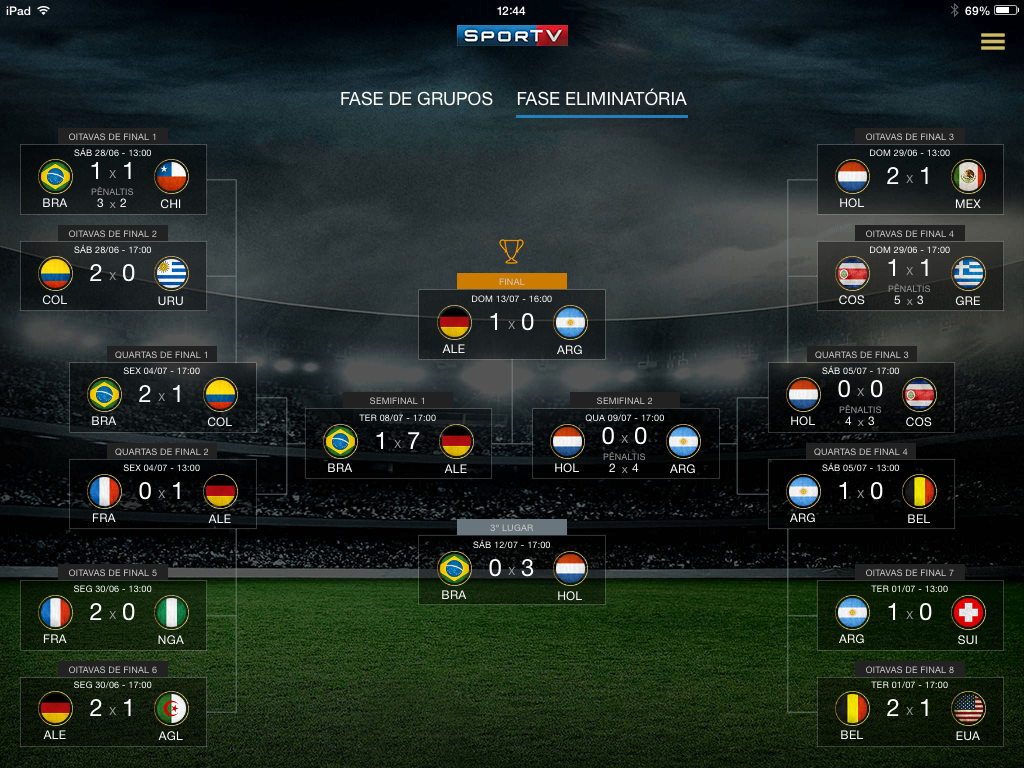 iPad 12:44 69%
SPORTV
FASE DE GRUPOS FASE ELIMINATÓRIA
OITAVAS DE FINAL 1
SÁB 28/06 - 13:00
1 x 1
PÊNALTIS
3 x 2
BRA CHI
OITAVAS DE FINAL 2
SÁB 28/06 - 17:00
2 x 0
COL URU
QUARTAS DE FINAL 1
SEX 04/07 - 17:00
2 x 1
BRA COL
QUARTAS DE FINAL 2
SEX 04/07 - 13:00
0 x 1
FRA ALE
OITAVAS DE FINAL 5
SEG 30/06 - 13:00
2 x 0
FRA NGA
OITAVAS DE FINAL 6
SEG 30/06 - 17:00
2 x 1
ALE AGL
FINAL
DOM 13/07 - 16:00
1 x 0
ALE ARG
SEMIFINAL 1
TER 08/07 - 17:00
1 x 7
BRA ALE
SEMIFINAL 2
QUA 09/07 - 17:00
0 x 0
PÊNALTIS
2 x 4
HOL ARG
3° LUGAR
SÁB 12/07 - 17:00
0 x 3
BRA HOL
OITAVAS DE FINAL 3
DOM 29/06 - 13:00
2 x 1
HOL MEX
OITAVAS DE FINAL 4
DOM 29/06 - 17:00
1 x 1
PÊNALTIS
5 x 3
COS GRE
QUARTAS DE FINAL 3
SÁB 05/07 - 17:00
0 x 0
PÊNALTIS
4 x 3
HOL COS
QUARTAS DE FINAL 4
SÁB 05/07 - 13:00
1 x 0
ARG BEL
OITAVAS DE FINAL 7
TER 01/07 - 13:00
1 x 0
ARG SUI
OITAVAS DE FINAL 8
TER 01/07 - 17:00
2 x 1
BEL EUA